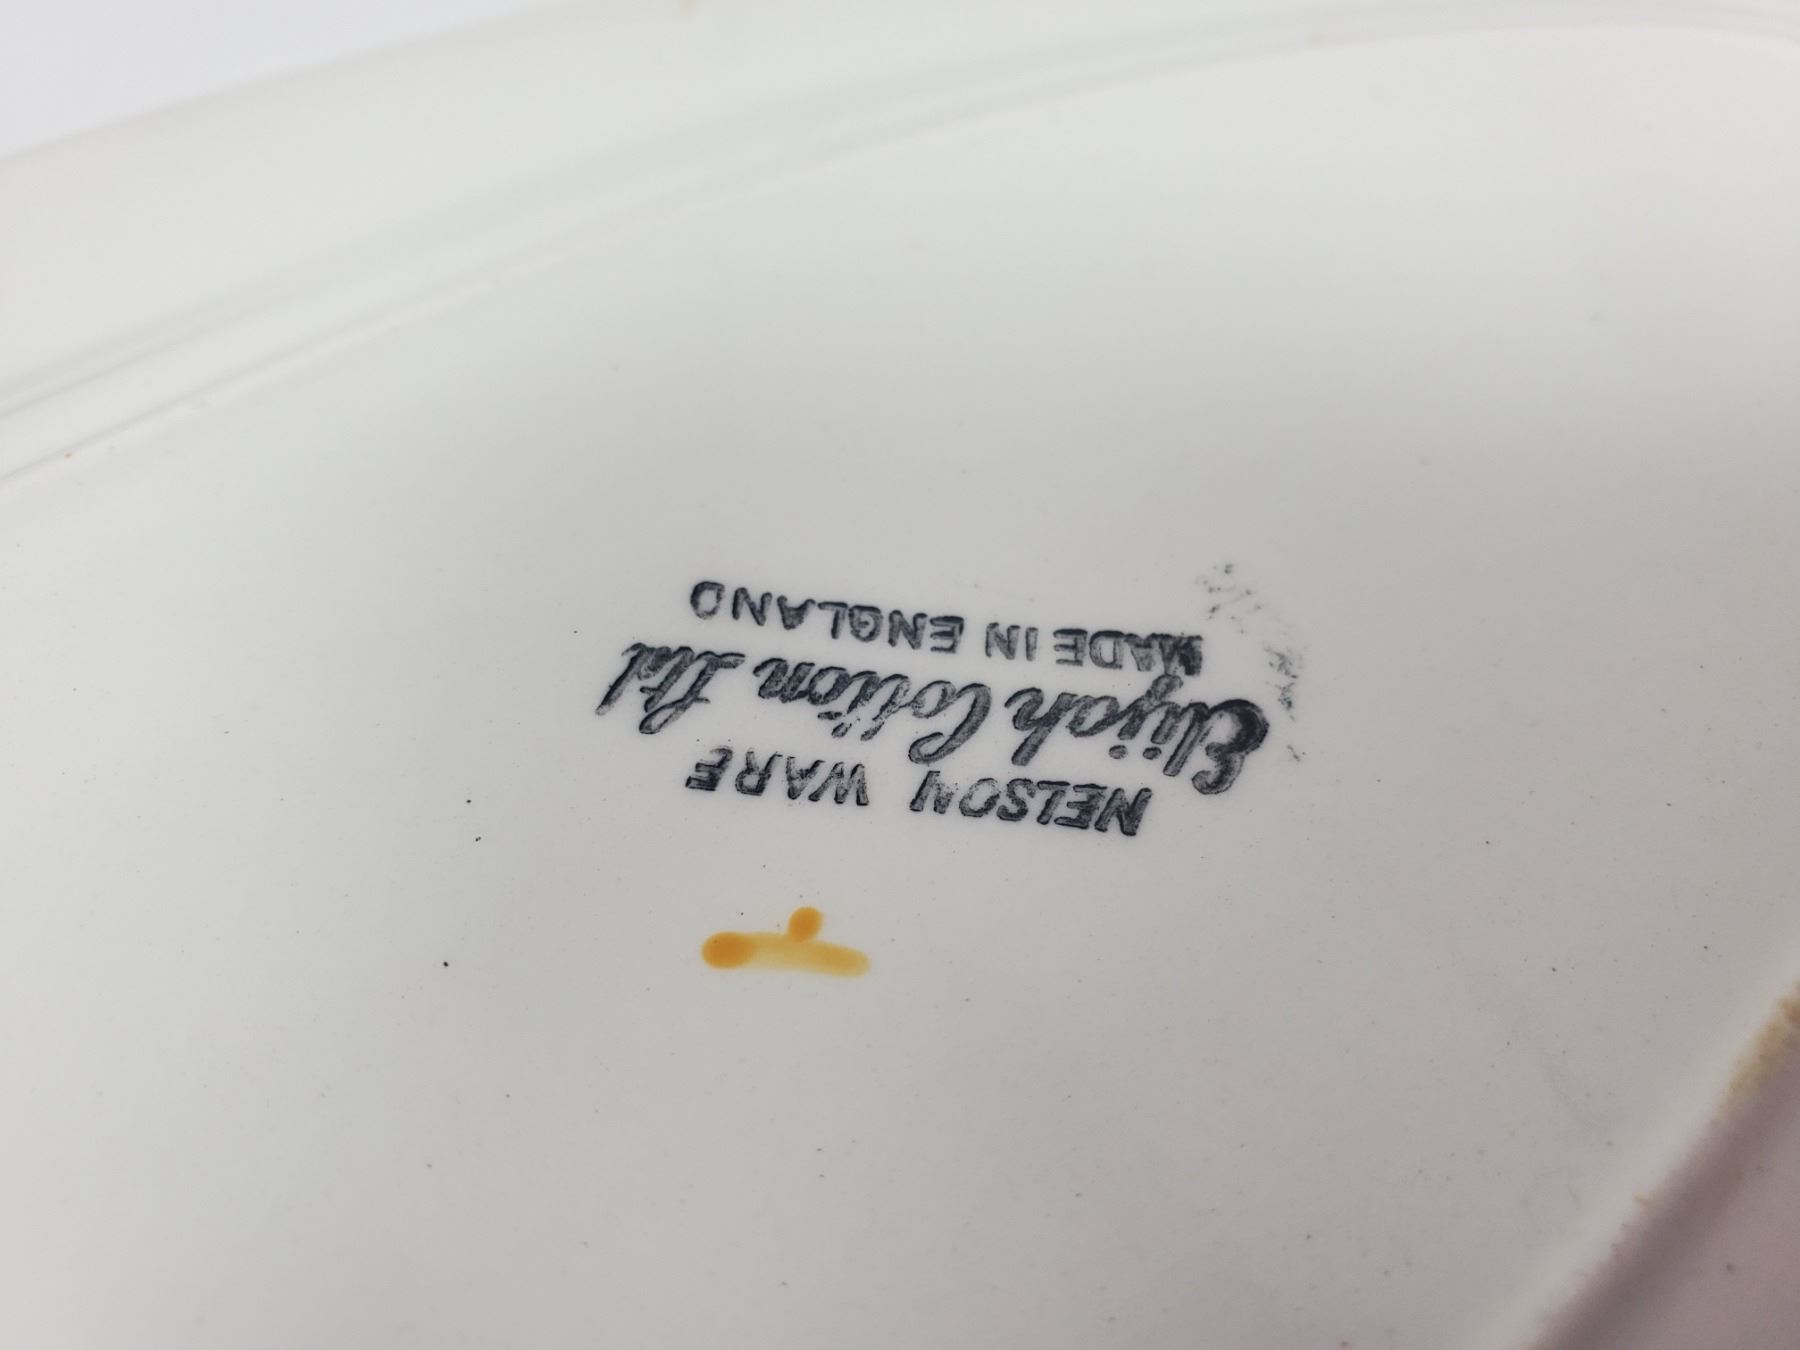 NELSON WARE
Elijah Cotton Ltd
MADE IN ENGLAND